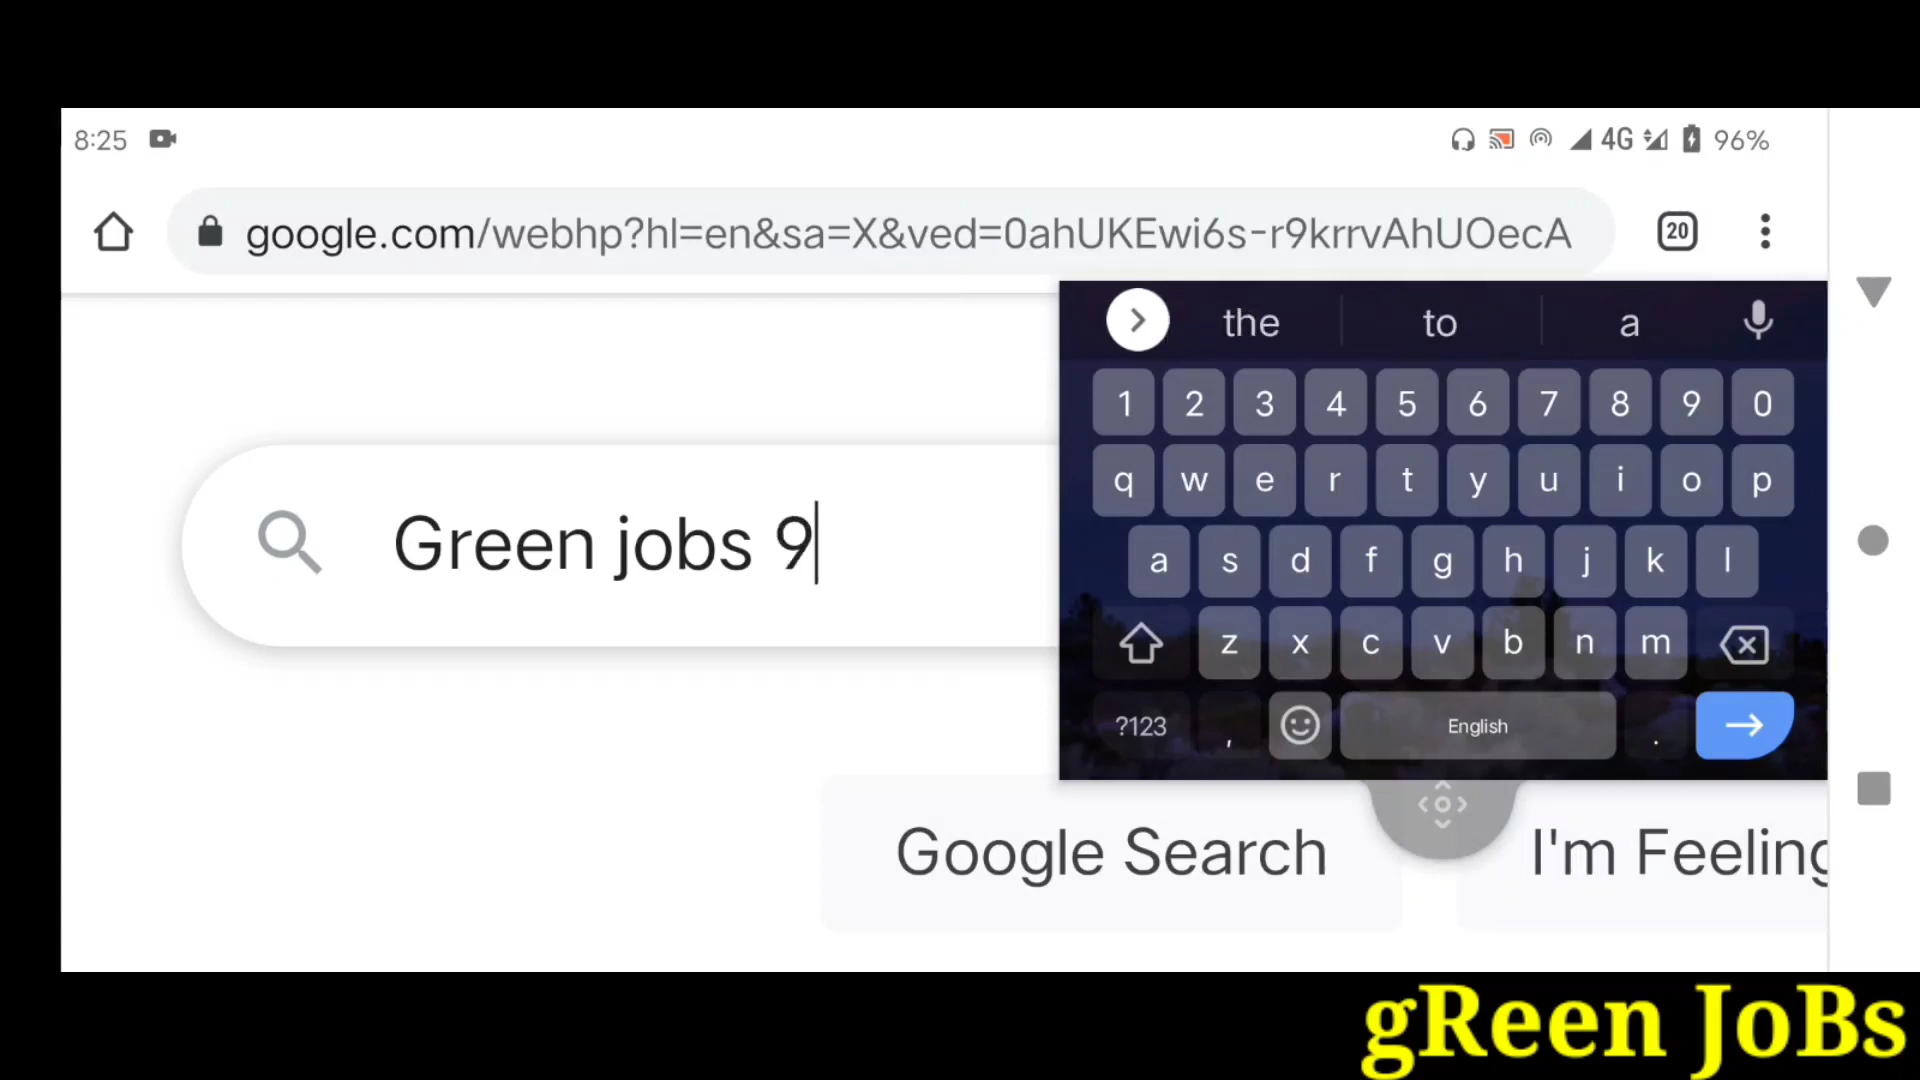 8:25 4G 96%
google.com/webhp?hl=en&sa=X&ved=0ahUKEwi6s-r9krrvAhUOecA 20
the to a
1 2 3 4 5 6 7 8 9 0
q w e r t y u i o p
Green jobs 9
a s d f g h j k l
z x c v b n m
?123 , English .
Google Search I'm Feeling
gReen JoBs